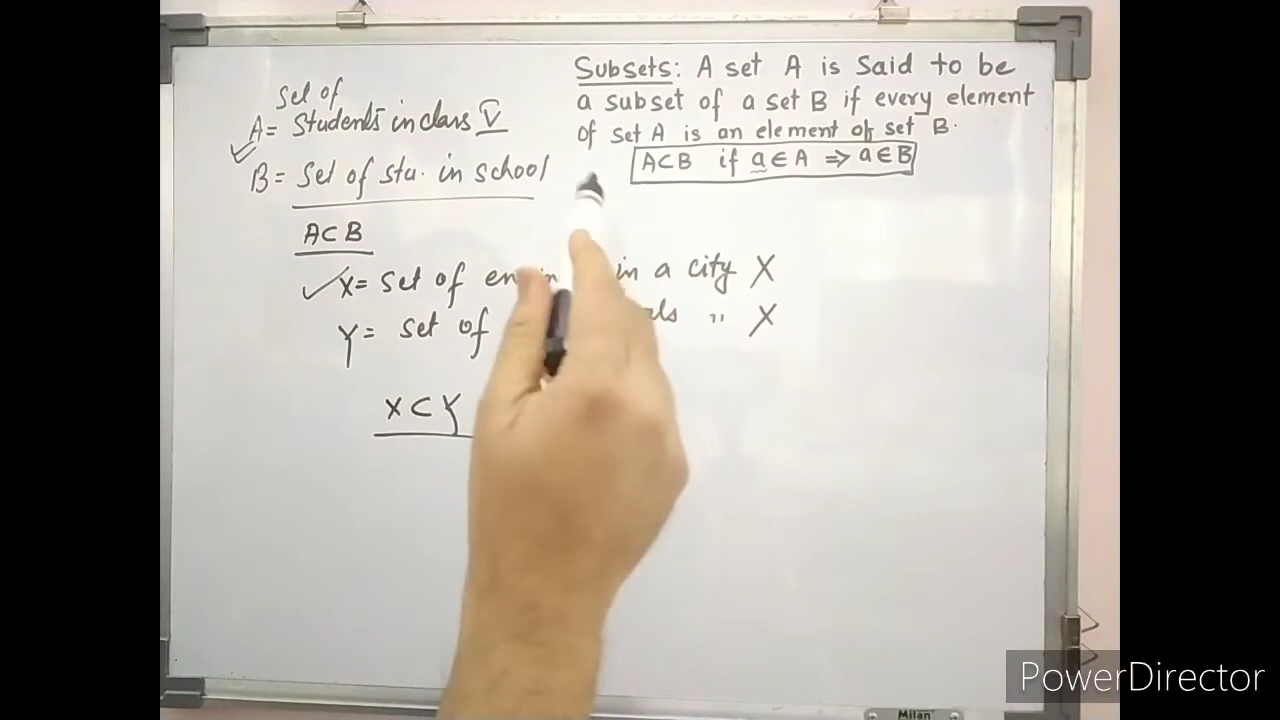 Set of
A = Students in class V
B = Set of stu. in school
A⊂B
X = set of in a city X
Y = set of " X
X ⊂ Y
Subsets: A set A is said to be
a subset of a set B if every element
of set A is an element of set B.
A⊂B if a∈A ⇒ a∈B
Milan
PowerDirector